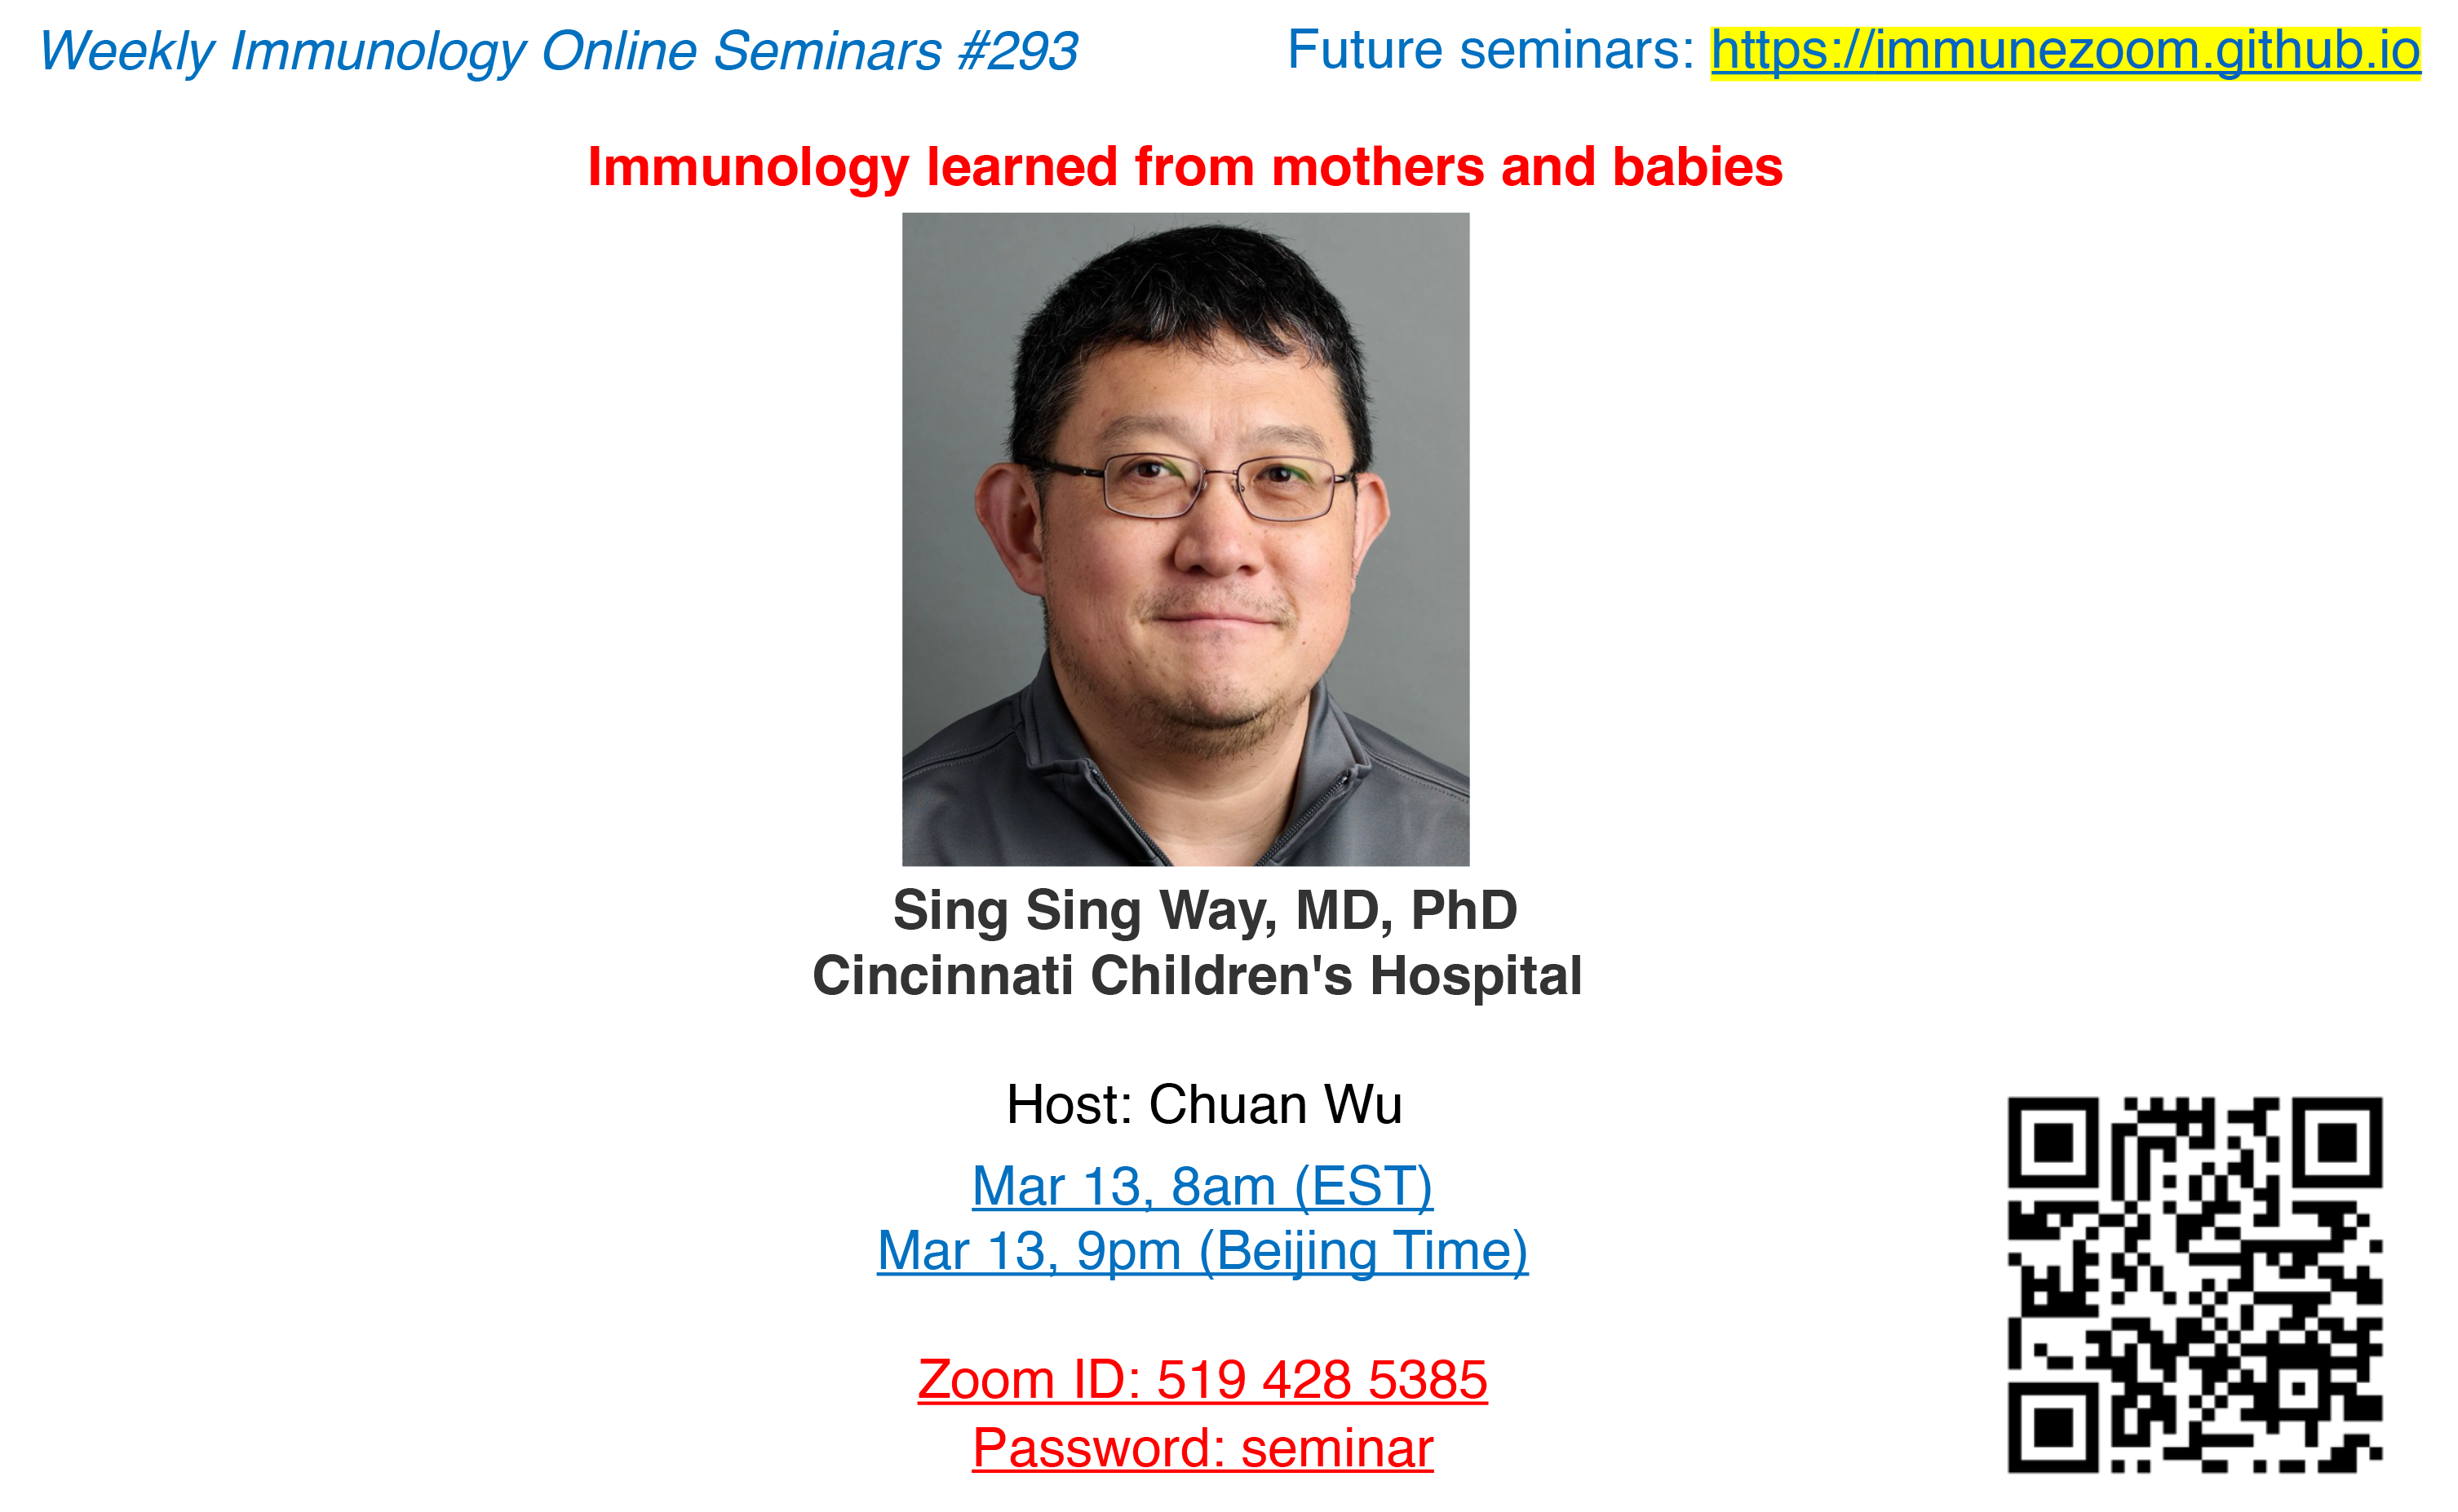 Weekly Immunology Online Seminars #293
Future seminars: https://immunezoom.github.io
Immunology learned from mothers and babies
Sing Sing Way, MD, PhD
Cincinnati Children's Hospital
Host: Chuan Wu
Mar 13, 8am (EST)
Mar 13, 9pm (Beijing Time)
Zoom ID: 519 428 5385
Password: seminar